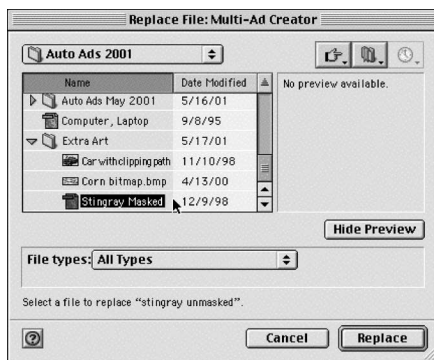 Replace File: Multi-Ad Creator
Auto Ads 2001
Name Date Modified
Auto Ads May 2001 5/16/01
Computer, Laptop 9/8/95
Extra Art 5/17/01
Car with clipping path 11/10/98
Corn bitmap.bmp 4/13/00
Stingray Masked 12/9/98
No preview available.
Hide Preview
File types: All Types
Select a file to replace “stingray unmasked”.
?
Cancel Replace